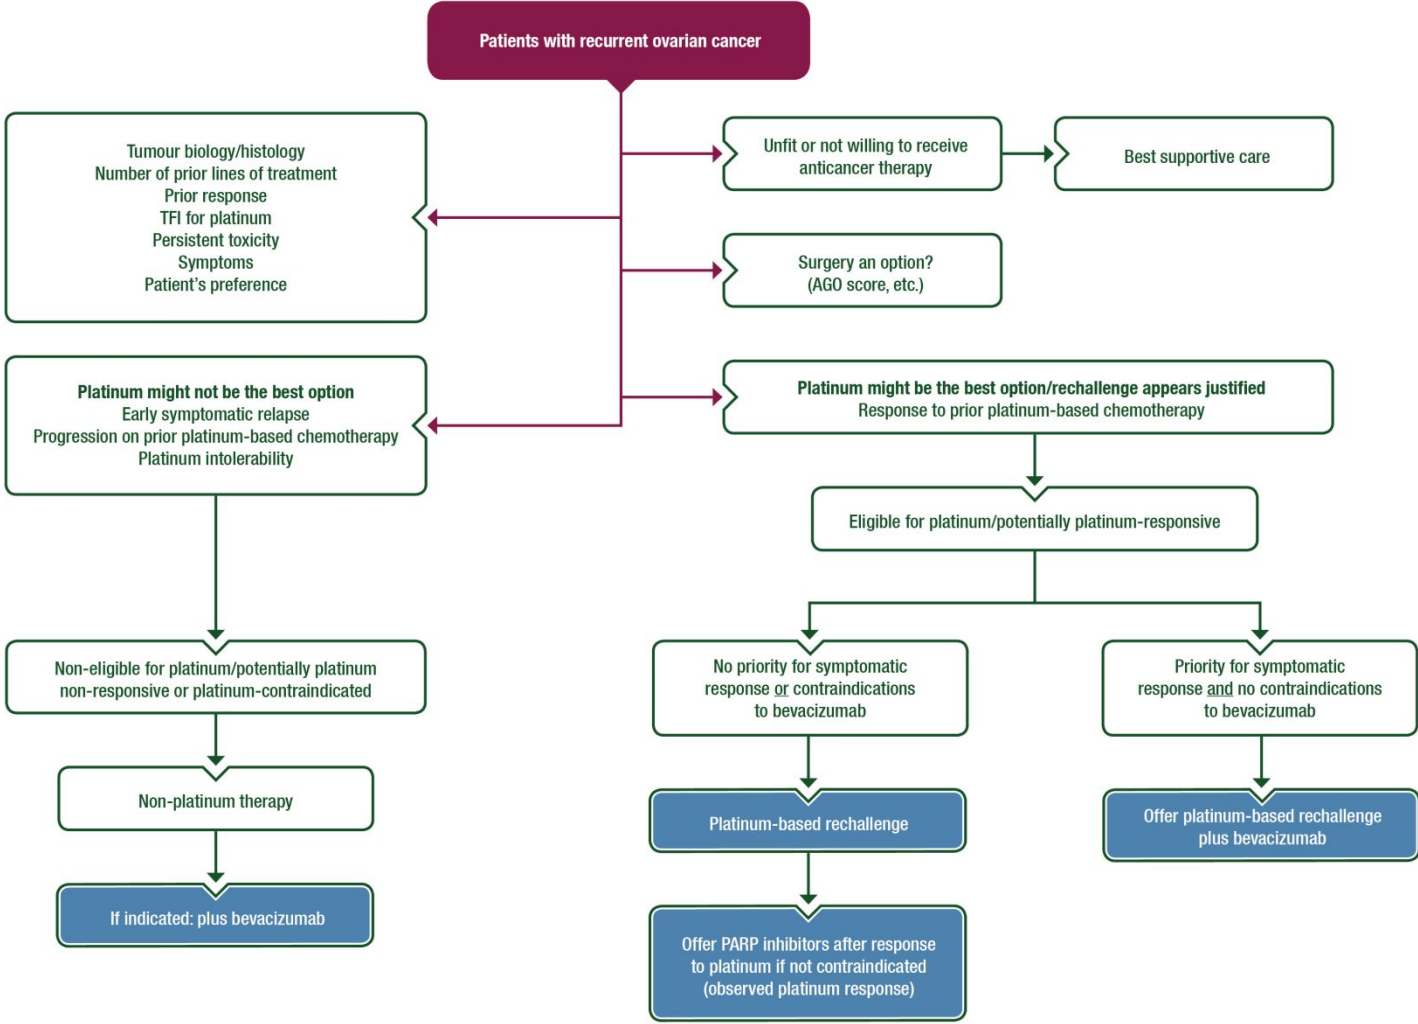 Patients with recurrent ovarian cancer
Tumour biology/histology
Number of prior lines of treatment
Prior response
TFI for platinum
Persistent toxicity
Symptoms
Patient's preference
Unfit or not willing to receive
anticancer therapy
Best supportive care
Surgery an option?
(AGO score, etc.)
Platinum might not be the best option
Early symptomatic relapse
Progression on prior platinum-based chemotherapy
Platinum intolerability
Platinum might be the best option/rechallenge appears justified
Response to prior platinum-based chemotherapy
Eligible for platinum/potentially platinum-responsive
Non-eligible for platinum/potentially platinum
non-responsive or platinum-contraindicated
No priority for symptomatic
response or contraindications
to bevacizumab
Priority for symptomatic
response and no contraindications
to bevacizumab
Non-platinum therapy
Platinum-based rechallenge
Offer platinum-based rechallenge
plus bevacizumab
If indicated: plus bevacizumab
Offer PARP inhibitors after response
to platinum if not contraindicated
(observed platinum response)